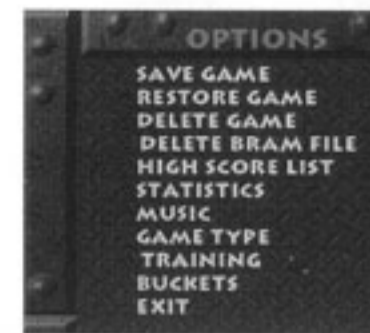 OPTIONS
SAVE GAME
RESTORE GAME
DELETE GAME
DELETE BRAM FILE
HIGH SCORE LIST
STATISTICS
MUSIC
GAME TYPE
TRAINING
BUCKETS
EXIT